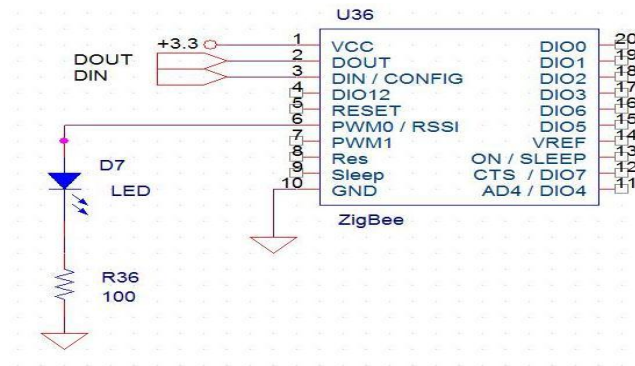 U36
+3.3
DOUT
DIN
1 VCC DIO0 20
2 DOUT DIO1 19
3 DIN / CONFIG DIO2 18
4 DIO12 DIO3 17
5 RESET DIO6 16
6 PWM0 / RSSI DIO5 15
7 PWM1 VREF 14
8 Res ON / SLEEP 13
9 Sleep CTS / DIO7 12
10 GND AD4 / DIO4 11
ZigBee
D7
LED
R36
100